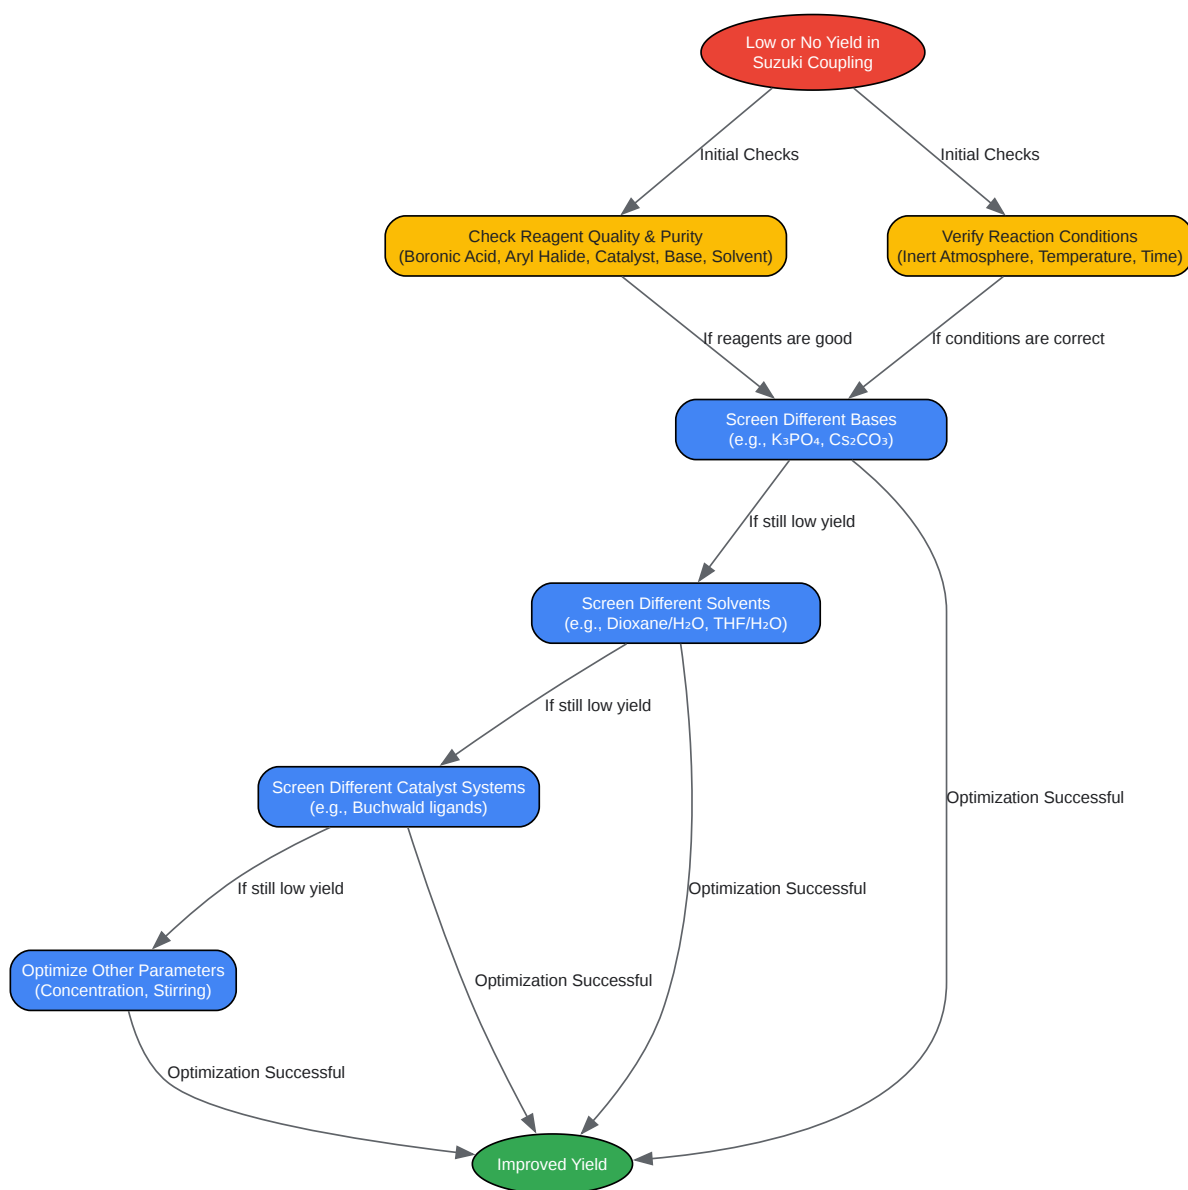 Low or No Yield in
Suzuki Coupling
Initial Checks
Initial Checks
Check Reagent Quality & Purity
(Boronic Acid, Aryl Halide, Catalyst, Base, Solvent)
Verify Reaction Conditions
(Inert Atmosphere, Temperature, Time)
If reagents are good
If conditions are correct
Screen Different Bases
(e.g., K₃PO₄, Cs₂CO₃)
If still low yield
Screen Different Solvents
(e.g., Dioxane/H₂O, THF/H₂O)
If still low yield
Screen Different Catalyst Systems
(e.g., Buchwald ligands)
Optimization Successful
If still low yield
Optimization Successful
Optimize Other Parameters
(Concentration, Stirring)
Optimization Successful
Optimization Successful
Improved Yield